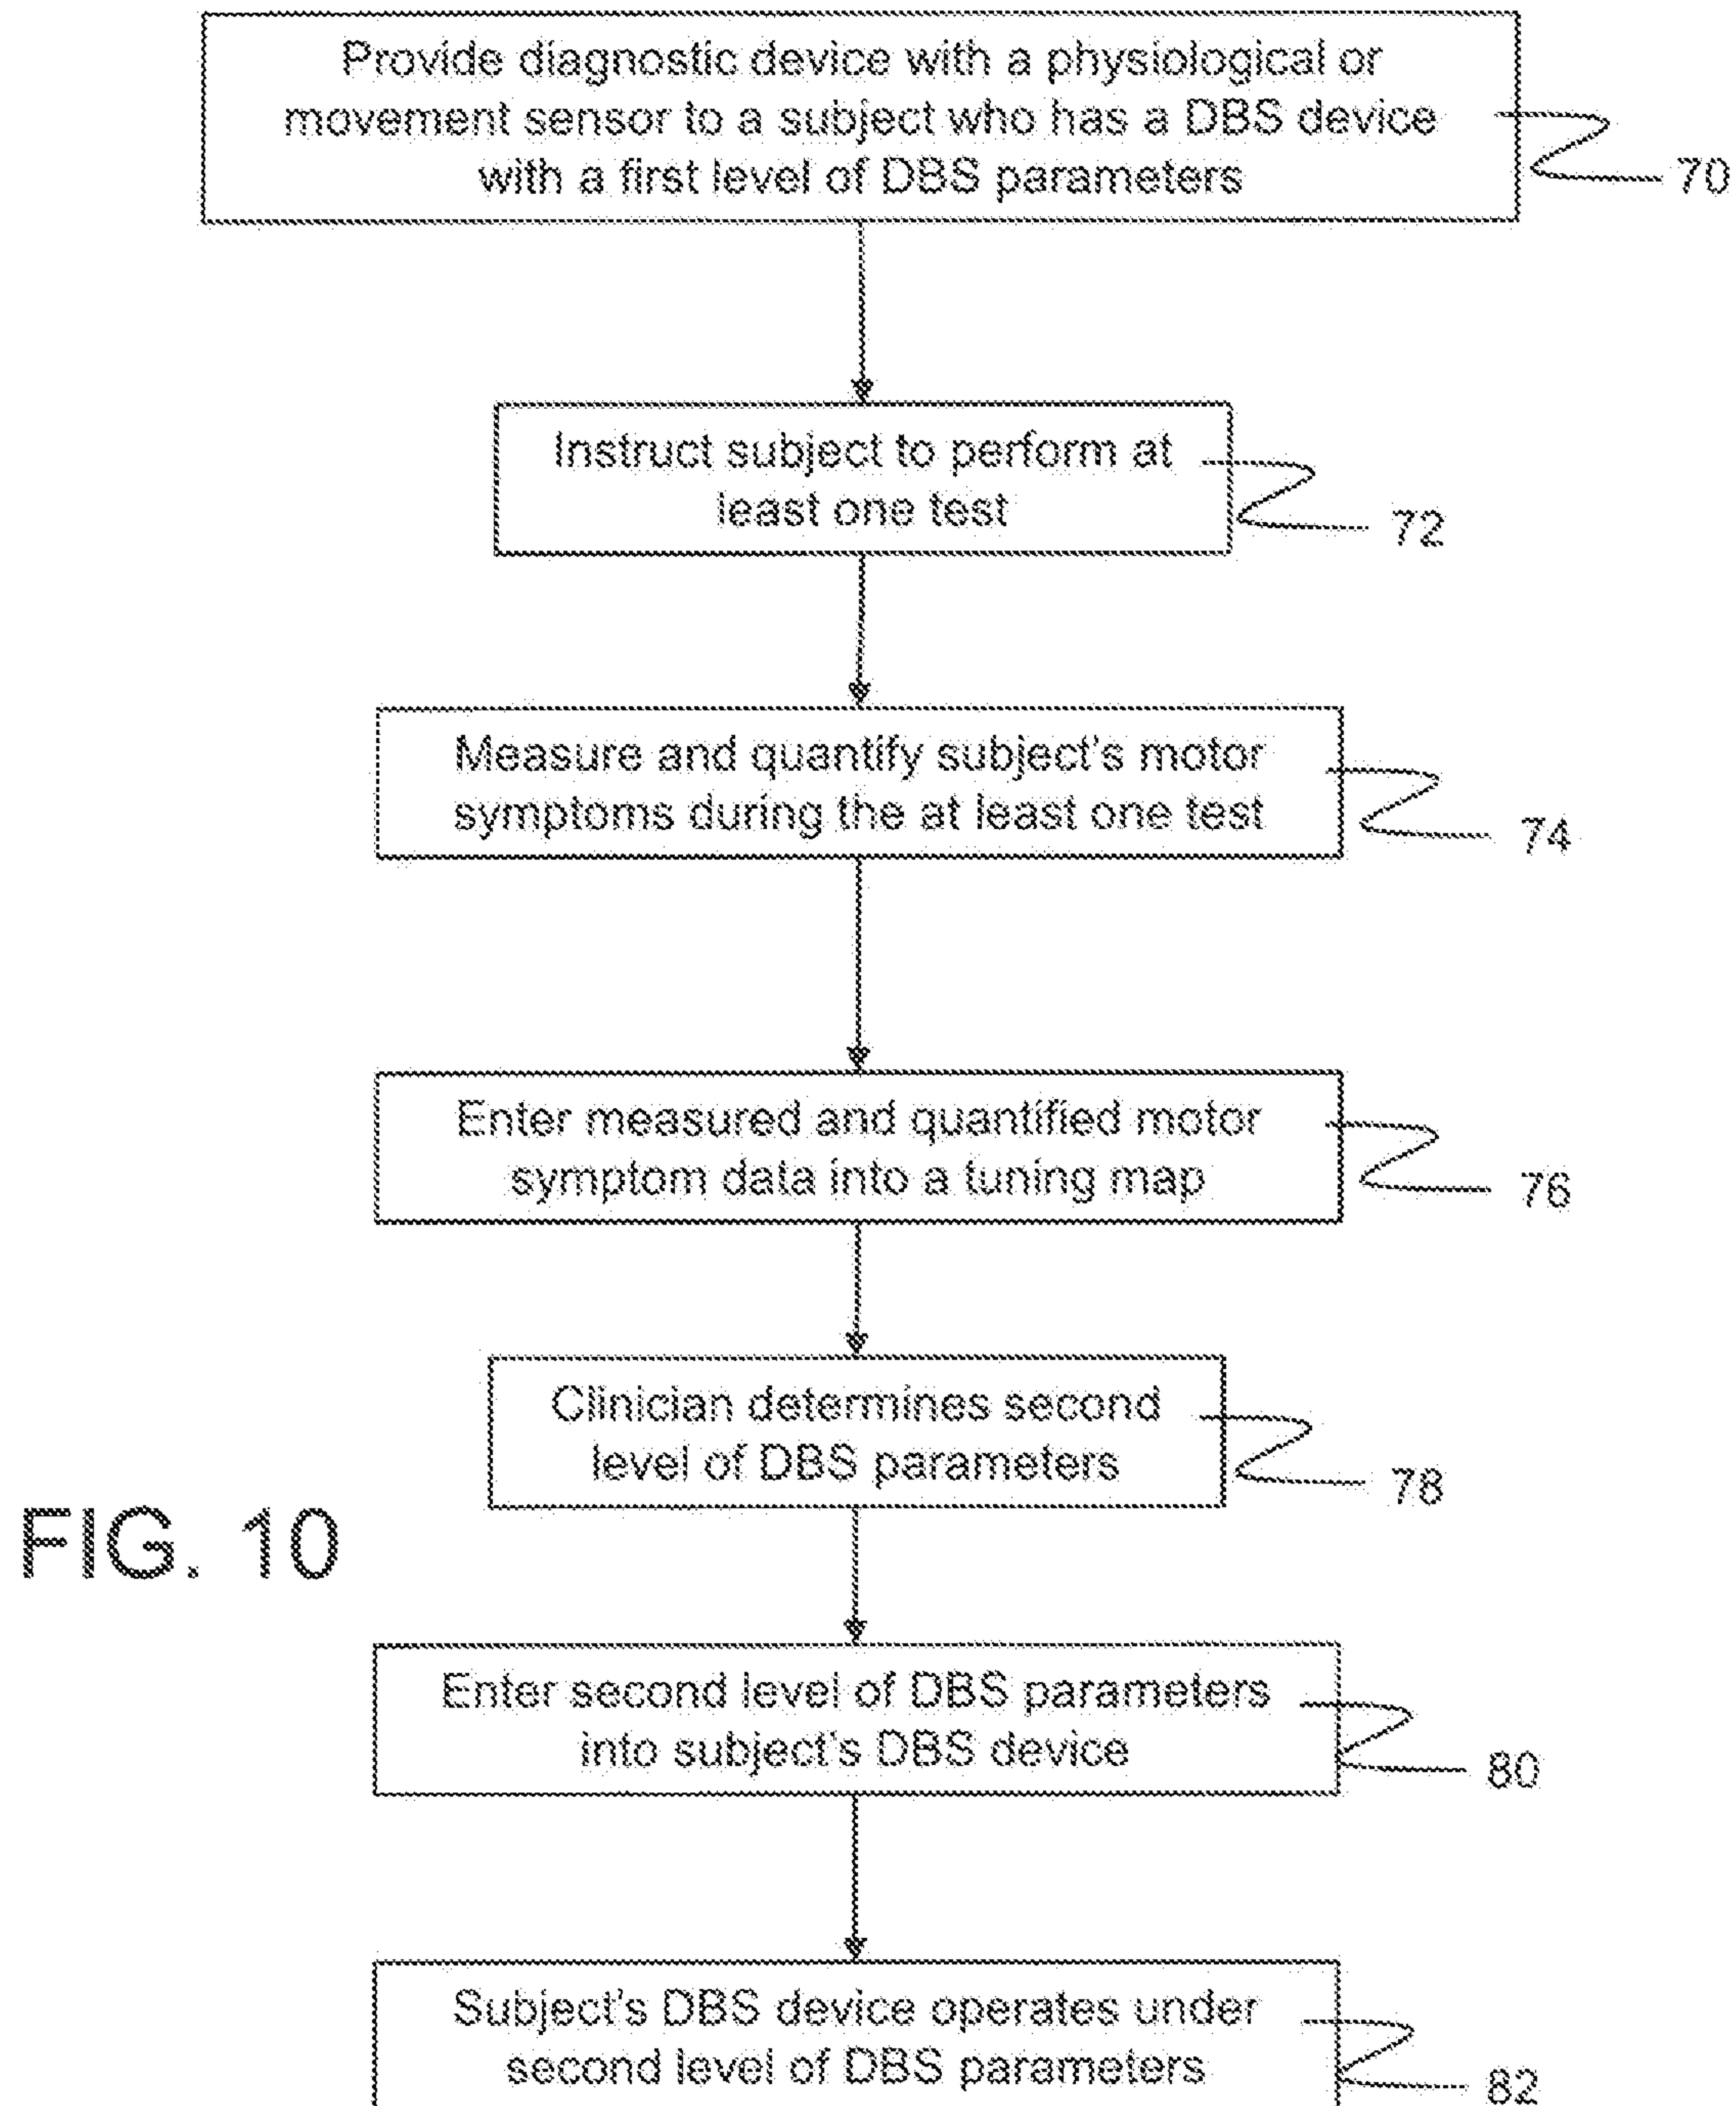 Provide diagnostic device with a physiological or
movement sensor to a subject who has a DBS device
with a first level of DBS parameters
70
Instruct subject to perform at
least one test
72
Measure and quantify subject's motor
symptoms during the at least one test
74
Enter measured and quantified motor
symptom data into a tuning map
76
Clinician determines second
level of DBS parameters
78
FIG. 10
Enter second level of DBS parameters
into subject's DBS device
80
Subject's DBS device operates under
second level of DBS parameters
82